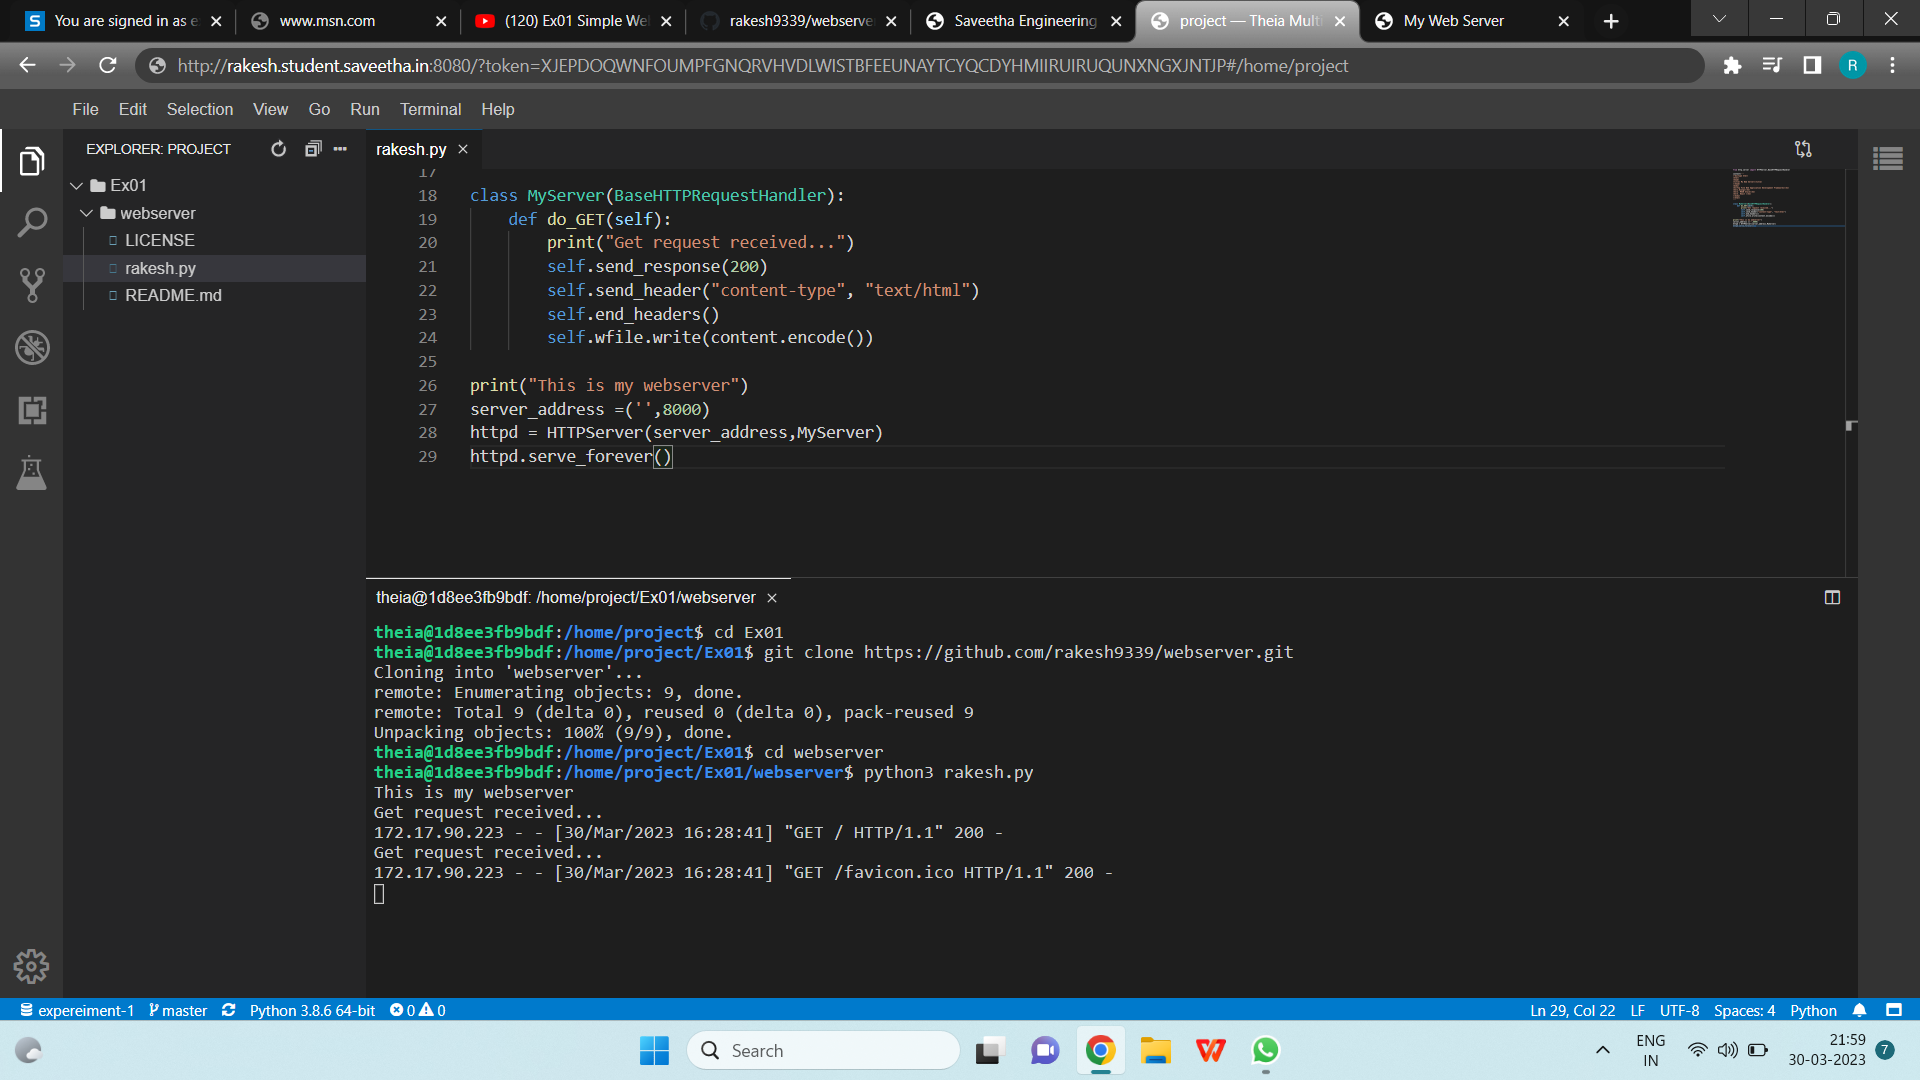 You are signed in as e
www.msn.com
(120) Ex01 Simple We
rakesh9339/webserve
Saveetha Engineering
project — Theia Multi
My Web Server
http://rakesh.student.saveetha.in:8080/?token=XJEPDOQWNFOUMPFGNQRVHVDLWISTBFEEUNAYTCYQCDYHMIIRUIRUQUNXNGXJNTJP#/home/project
R
File Edit Selection View Go Run Terminal Help
EXPLORER: PROJECT
Ex01
webserver
LICENSE
rakesh.py
README.md
rakesh.py
17
18 class MyServer(BaseHTTPRequestHandler):
19 def do_GET(self):
20 print("Get request received...")
21 self.send_response(200)
22 self.send_header("content-type", "text/html")
23 self.end_headers()
24 self.wfile.write(content.encode())
25
26 print("This is my webserver")
27 server_address =('',8000)
28 httpd = HTTPServer(server_address,MyServer)
29 httpd.serve_forever()
theia@1d8ee3fb9bdf: /home/project/Ex01/webserver
theia@1d8ee3fb9bdf:/home/project$ cd Ex01
theia@1d8ee3fb9bdf:/home/project/Ex01$ git clone https://github.com/rakesh9339/webserver.git
Cloning into 'webserver'...
remote: Enumerating objects: 9, done.
remote: Total 9 (delta 0), reused 0 (delta 0), pack-reused 9
Unpacking objects: 100% (9/9), done.
theia@1d8ee3fb9bdf:/home/project/Ex01$ cd webserver
theia@1d8ee3fb9bdf:/home/project/Ex01/webserver$ python3 rakesh.py
This is my webserver
Get request received...
172.17.90.223 - - [30/Mar/2023 16:28:41] "GET / HTTP/1.1" 200 -
Get request received...
172.17.90.223 - - [30/Mar/2023 16:28:41] "GET /favicon.ico HTTP/1.1" 200 -
expereiment-1 master Python 3.8.6 64-bit 0 0
Ln 29, Col 22 LF UTF-8 Spaces: 4 Python
Search
ENG
IN
21:59
30-03-2023
7